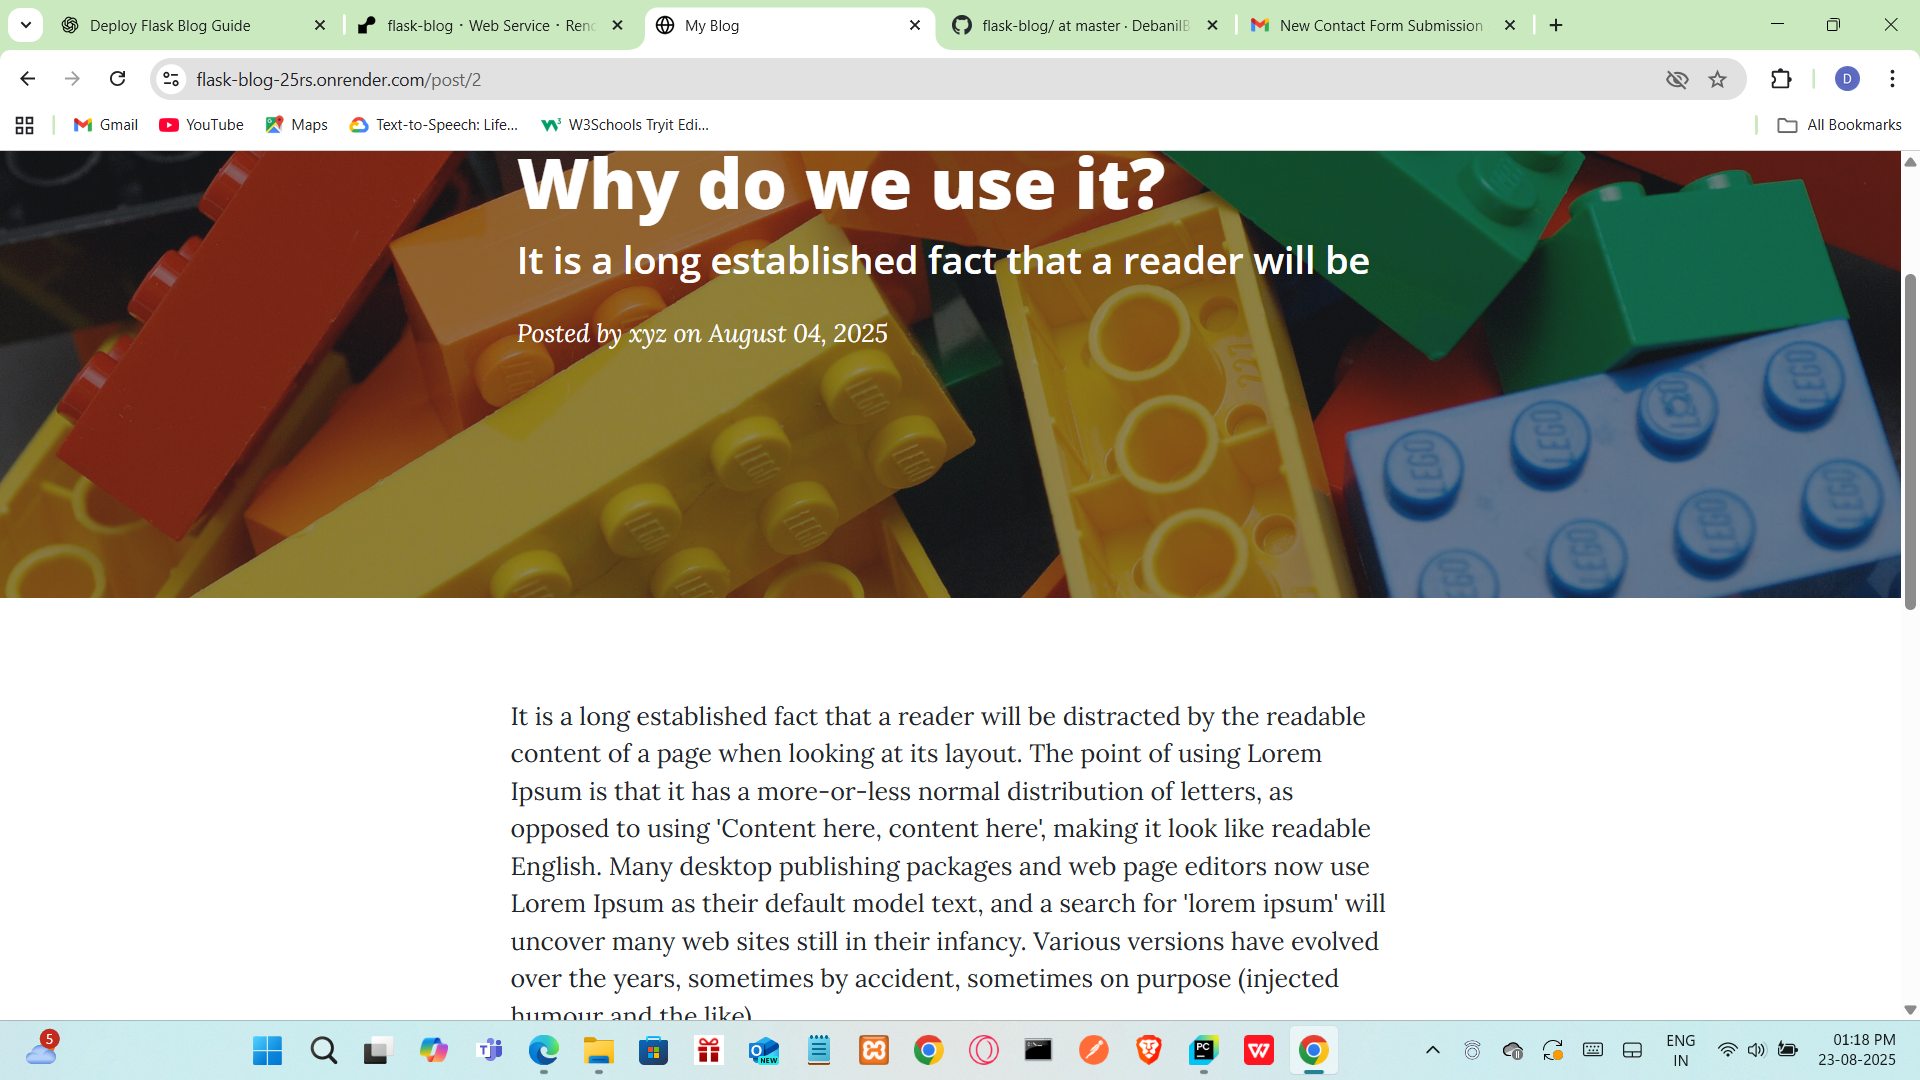 Deploy Flask Blog Guide
flask-blog · Web Service · Ren
My Blog
flask-blog/ at master · Debanil
New Contact Form Submission
flask-blog-25rs.onrender.com/post/2
D
Gmail
YouTube
Maps
Text-to-Speech: Life...
W3Schools Tryit Edi...
All Bookmarks
Why do we use it?
It is a long established fact that a reader will be
Posted by xyz on August 04, 2025
It is a long established fact that a reader will be distracted by the readable
content of a page when looking at its layout. The point of using Lorem
Ipsum is that it has a more-or-less normal distribution of letters, as
opposed to using 'Content here, content here', making it look like readable
English. Many desktop publishing packages and web page editors now use
Lorem Ipsum as their default model text, and a search for 'lorem ipsum' will
uncover many web sites still in their infancy. Various versions have evolved
over the years, sometimes by accident, sometimes on purpose (injected
humour and the like).
5
NEW
PC
ENG
IN
01:18 PM
23-08-2025